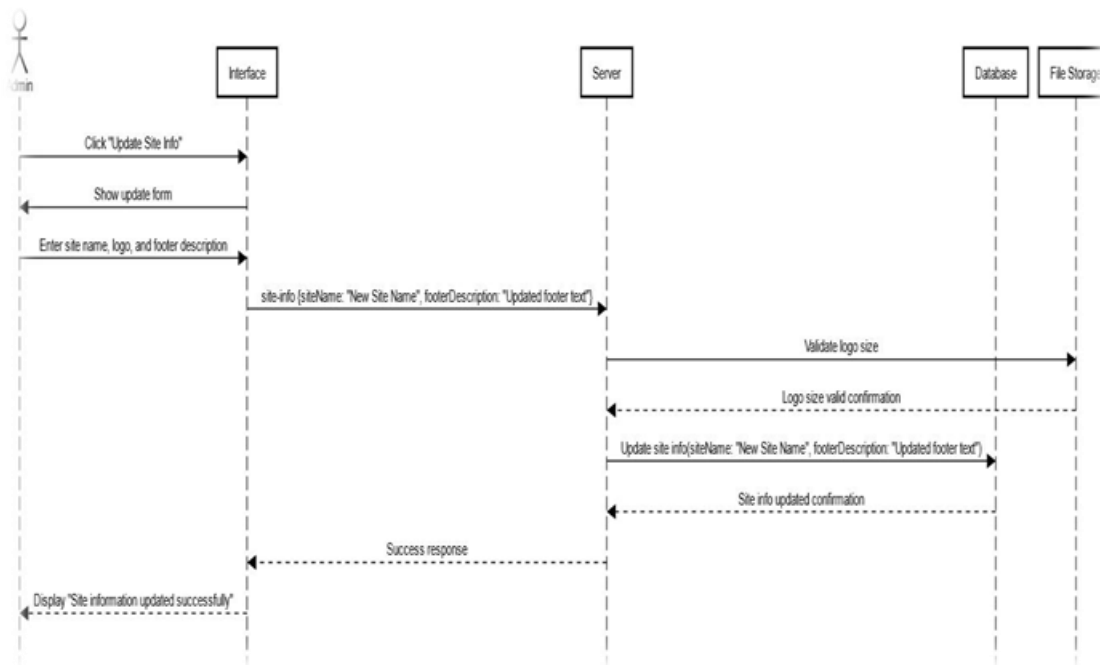 Admin
Interface
Server
Database
File Storage
Click "Update Site Info"
Show update form
Enter site name, logo, and footer description
site-info {siteName: "New Site Name", footerDescription: "Updated footer text"}
Validate logo size
Logo size valid confirmation
Update site info(siteName: "New Site Name", footerDescription: "Updated footer text")
Site info updated confirmation
Success response
Display "Site information updated successfully"